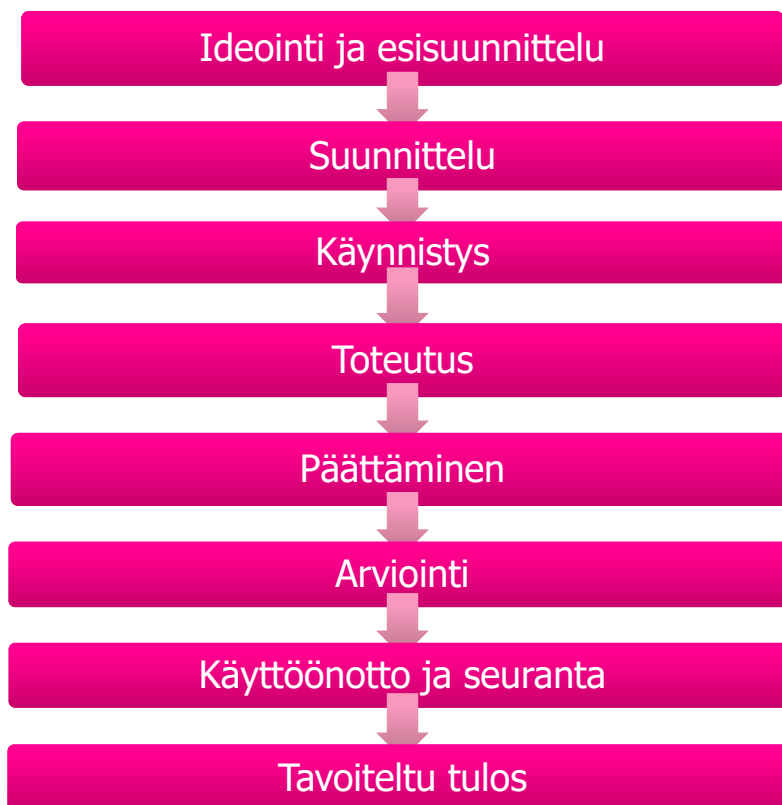 Ideointi ja esisuunnittelu
Suunnittelu
Käynnistys
Toteutus
Päättäminen
Arviointi
Käyttöönotto ja seuranta
Tavoiteltu tulos